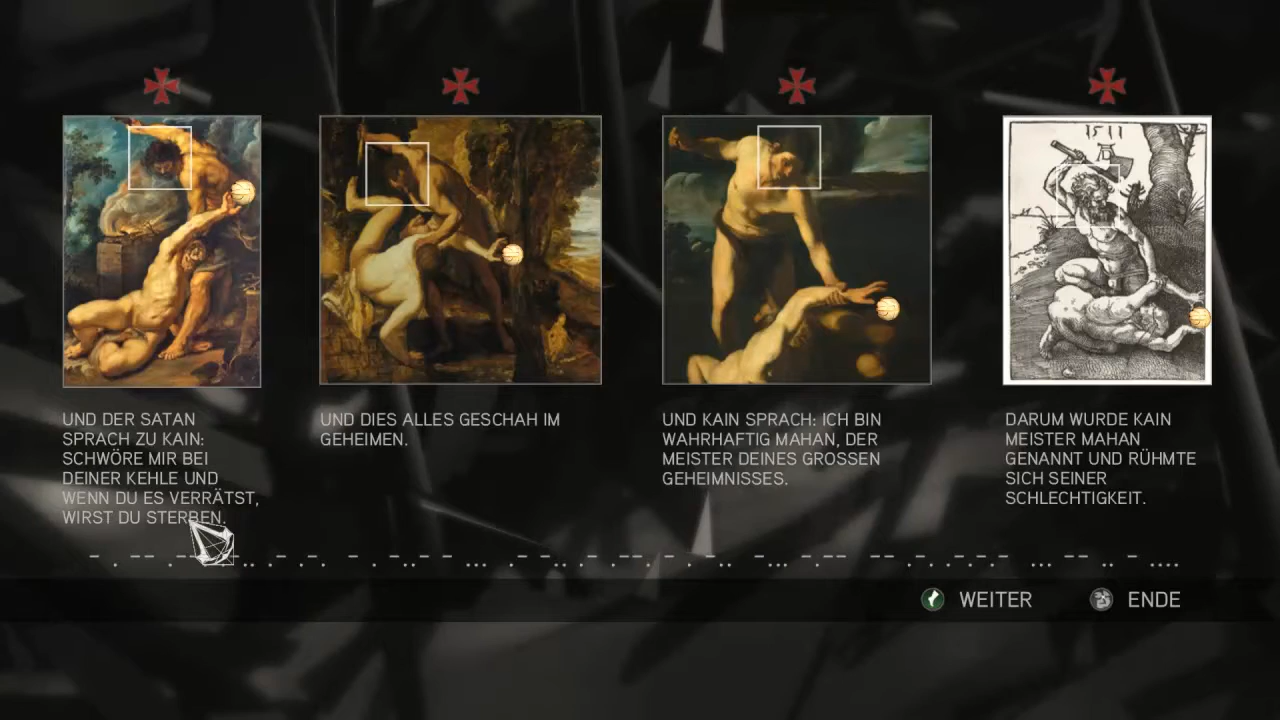 1511
UND DER SATAN
SPRACH ZU KAIN:
SCHWÖRE MIR BEI
DEINER KEHLE UND
WENN DU ES VERRÄTST,
WIRST DU STERBEN.
UND DIES ALLES GESCHAH IM
GEHEIMEN.
UND KAIN SPRACH: ICH BIN
WAHRHAFTIG MAHAN, DER
MEISTER DEINES GROSSEN
GEHEIMNISSES.
DARUM WURDE KAIN
MEISTER MAHAN
GENANNT UND RÜHMTE
SICH SEINER
SCHLECHTIGKEIT.
WEITER
ENDE